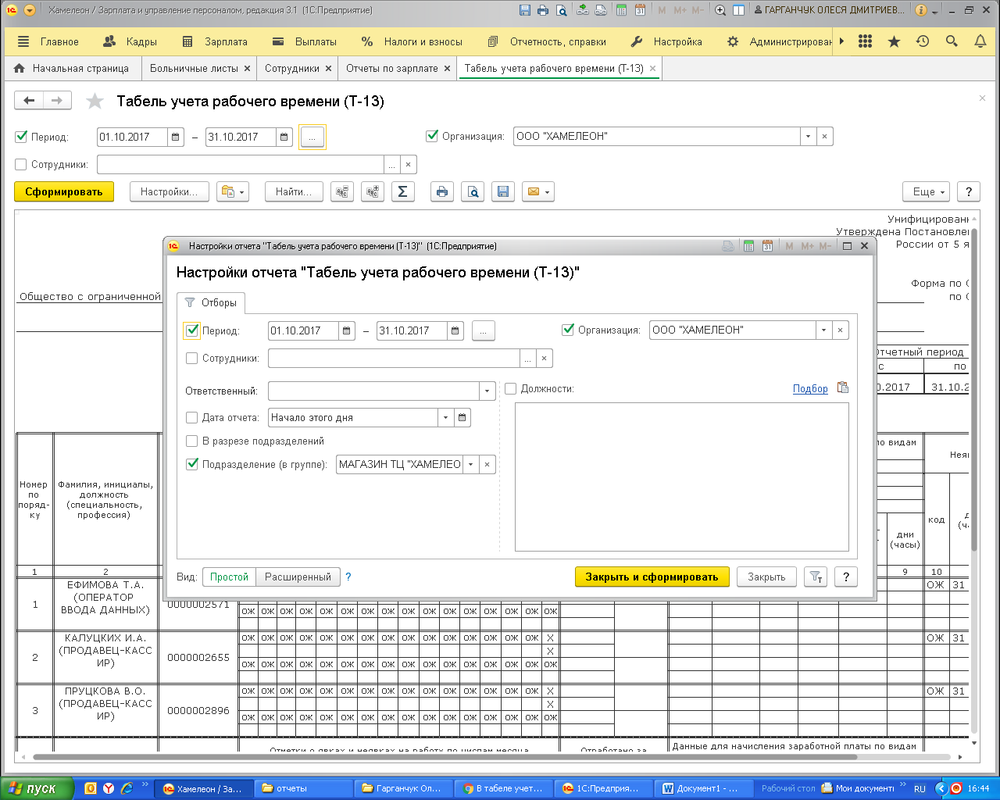 Хамелеон / Зарплата и управление персоналом, редакция 3.1 (1С:Предприятие)
M M+ M- ГАРГАНЧУК ОЛЕСЯ ДМИТРИЕВ...
Главное Кадры Зарплата Выплаты Налоги и взносы Отчетность, справки Настройка Администрирован
Начальная страница Больничные листы Сотрудники Отчеты по зарплате Табель учета рабочего времени (Т-13)
Табель учета рабочего времени (Т-13)
Период: 01.10.2017 – 31.10.2017 ... Организация: ООО "ХАМЕЛЕОН"
Сотрудники: ...
Сформировать Настройки... Найти... Σ Еще ?
Унифицирован
Утверждена Постановле
России от 5 я
Форма по О
Общество с ограниченной по О
Отчетный период
с по
0.2017 31.10.2
Настройки отчета "Табель учета рабочего времени (Т-13)" (1С:Предприятие) M M+ M-
Настройки отчета "Табель учета рабочего времени (Т-13)"
Отборы
Период: 01.10.2017 – 31.10.2017 ... Организация: ООО "ХАМЕЛЕОН"
Сотрудники: ...
Ответственный: Должности: Подбор
Дата отчета: Начало этого дня
В разрезе подразделений
Подразделение (в группе): МАГАЗИН ТЦ "ХАМЕЛЕО
Вид: Простой Расширенный ? Закрыть и сформировать Закрыть ?
по видам
Неяв
Номер по поряд-ку Фамилия, инициалы, должность (специальность, профессия) код дни (часы)
1 2 9 10
1 ЕФИМОВА Т.А. (ОПЕРАТОР ВВОДА ДАННЫХ) 0000002571 ОЖ 31
ОЖ ОЖ ОЖ ОЖ ОЖ ОЖ ОЖ ОЖ ОЖ ОЖ ОЖ ОЖ ОЖ ОЖ ОЖ ОЖ
2 КАЛУЦКИХ И.А. (ПРОДАВЕЦ-КАССИР) 0000002655 ОЖ ОЖ ОЖ ОЖ ОЖ ОЖ ОЖ ОЖ ОЖ ОЖ ОЖ ОЖ ОЖ ОЖ ОЖ X ОЖ 31
X
ОЖ ОЖ ОЖ ОЖ ОЖ ОЖ ОЖ ОЖ ОЖ ОЖ ОЖ ОЖ ОЖ ОЖ ОЖ ОЖ
3 ПРУЦКОВА В.О. (ПРОДАВЕЦ-КАССИР) 0000002896 ОЖ ОЖ ОЖ ОЖ ОЖ ОЖ ОЖ ОЖ ОЖ ОЖ ОЖ ОЖ ОЖ ОЖ ОЖ X ОЖ 31
X
ОЖ ОЖ ОЖ ОЖ ОЖ ОЖ ОЖ ОЖ ОЖ ОЖ ОЖ ОЖ ОЖ ОЖ ОЖ ОЖ
Отметки о явках и неявках на работу по числам месяца Отработано за Данные для начисления заработной платы по видам
пуск Хамелеон / За... отчеты Гарганчук Ол... В табеле учет... 1С:Предприя... Документ1 - ... Рабочий стол Мои документы RU 16:44